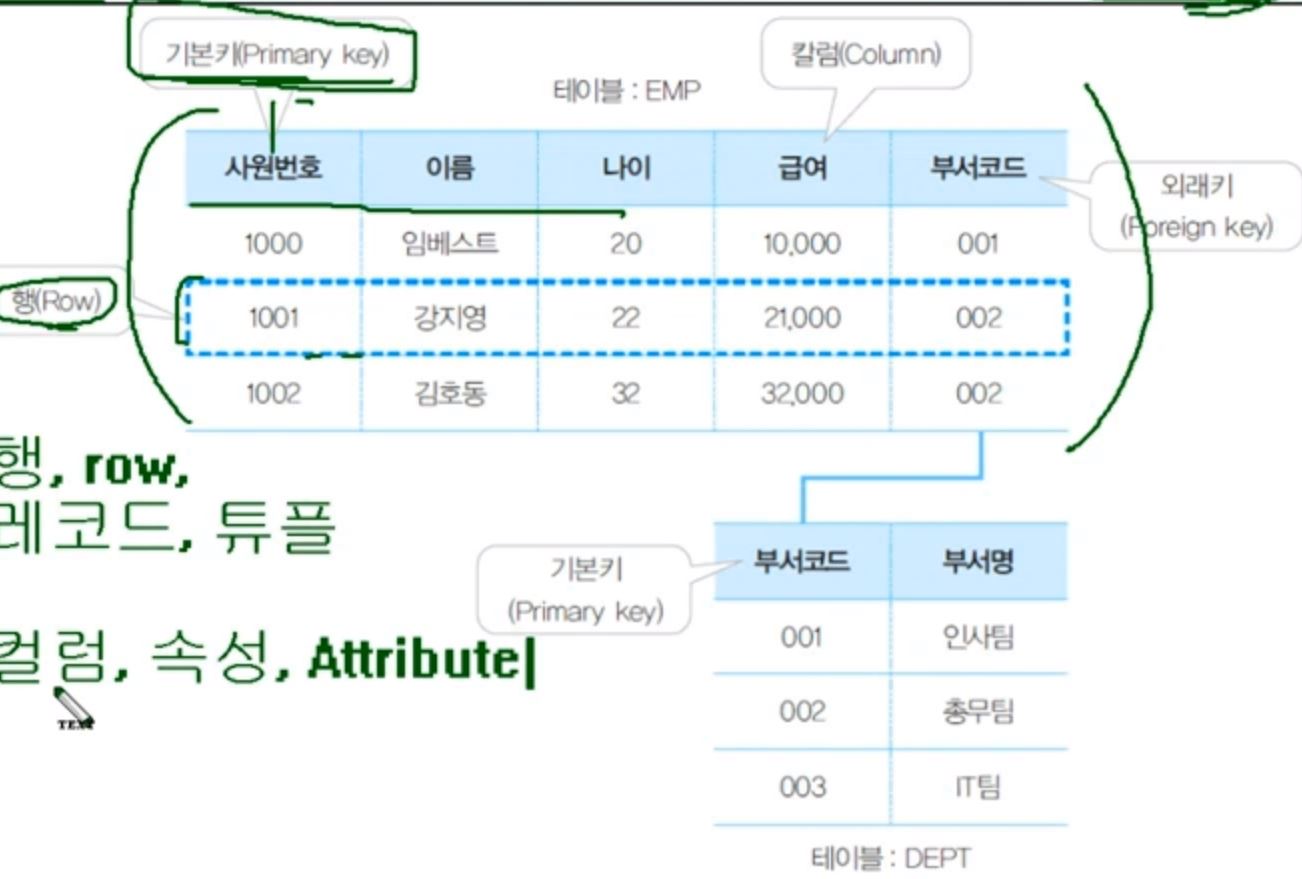 기본키(Primary key)
칼럼(Column)
테이블 : EMP
사원번호 이름 나이 급여 부서코드
외래키
(Foreign key)
1000 임베스트 20 10,000 001
행(Row)
1001 강지영 22 21,000 002
1002 김호동 32 32,000 002
행, row,
레코드, 튜플
기본키
(Primary key)
부서코드 부서명
001 인사팀
컬럼, 속성, Attribute
002 총무팀
TEXT
003 IT팀
테이블 : DEPT